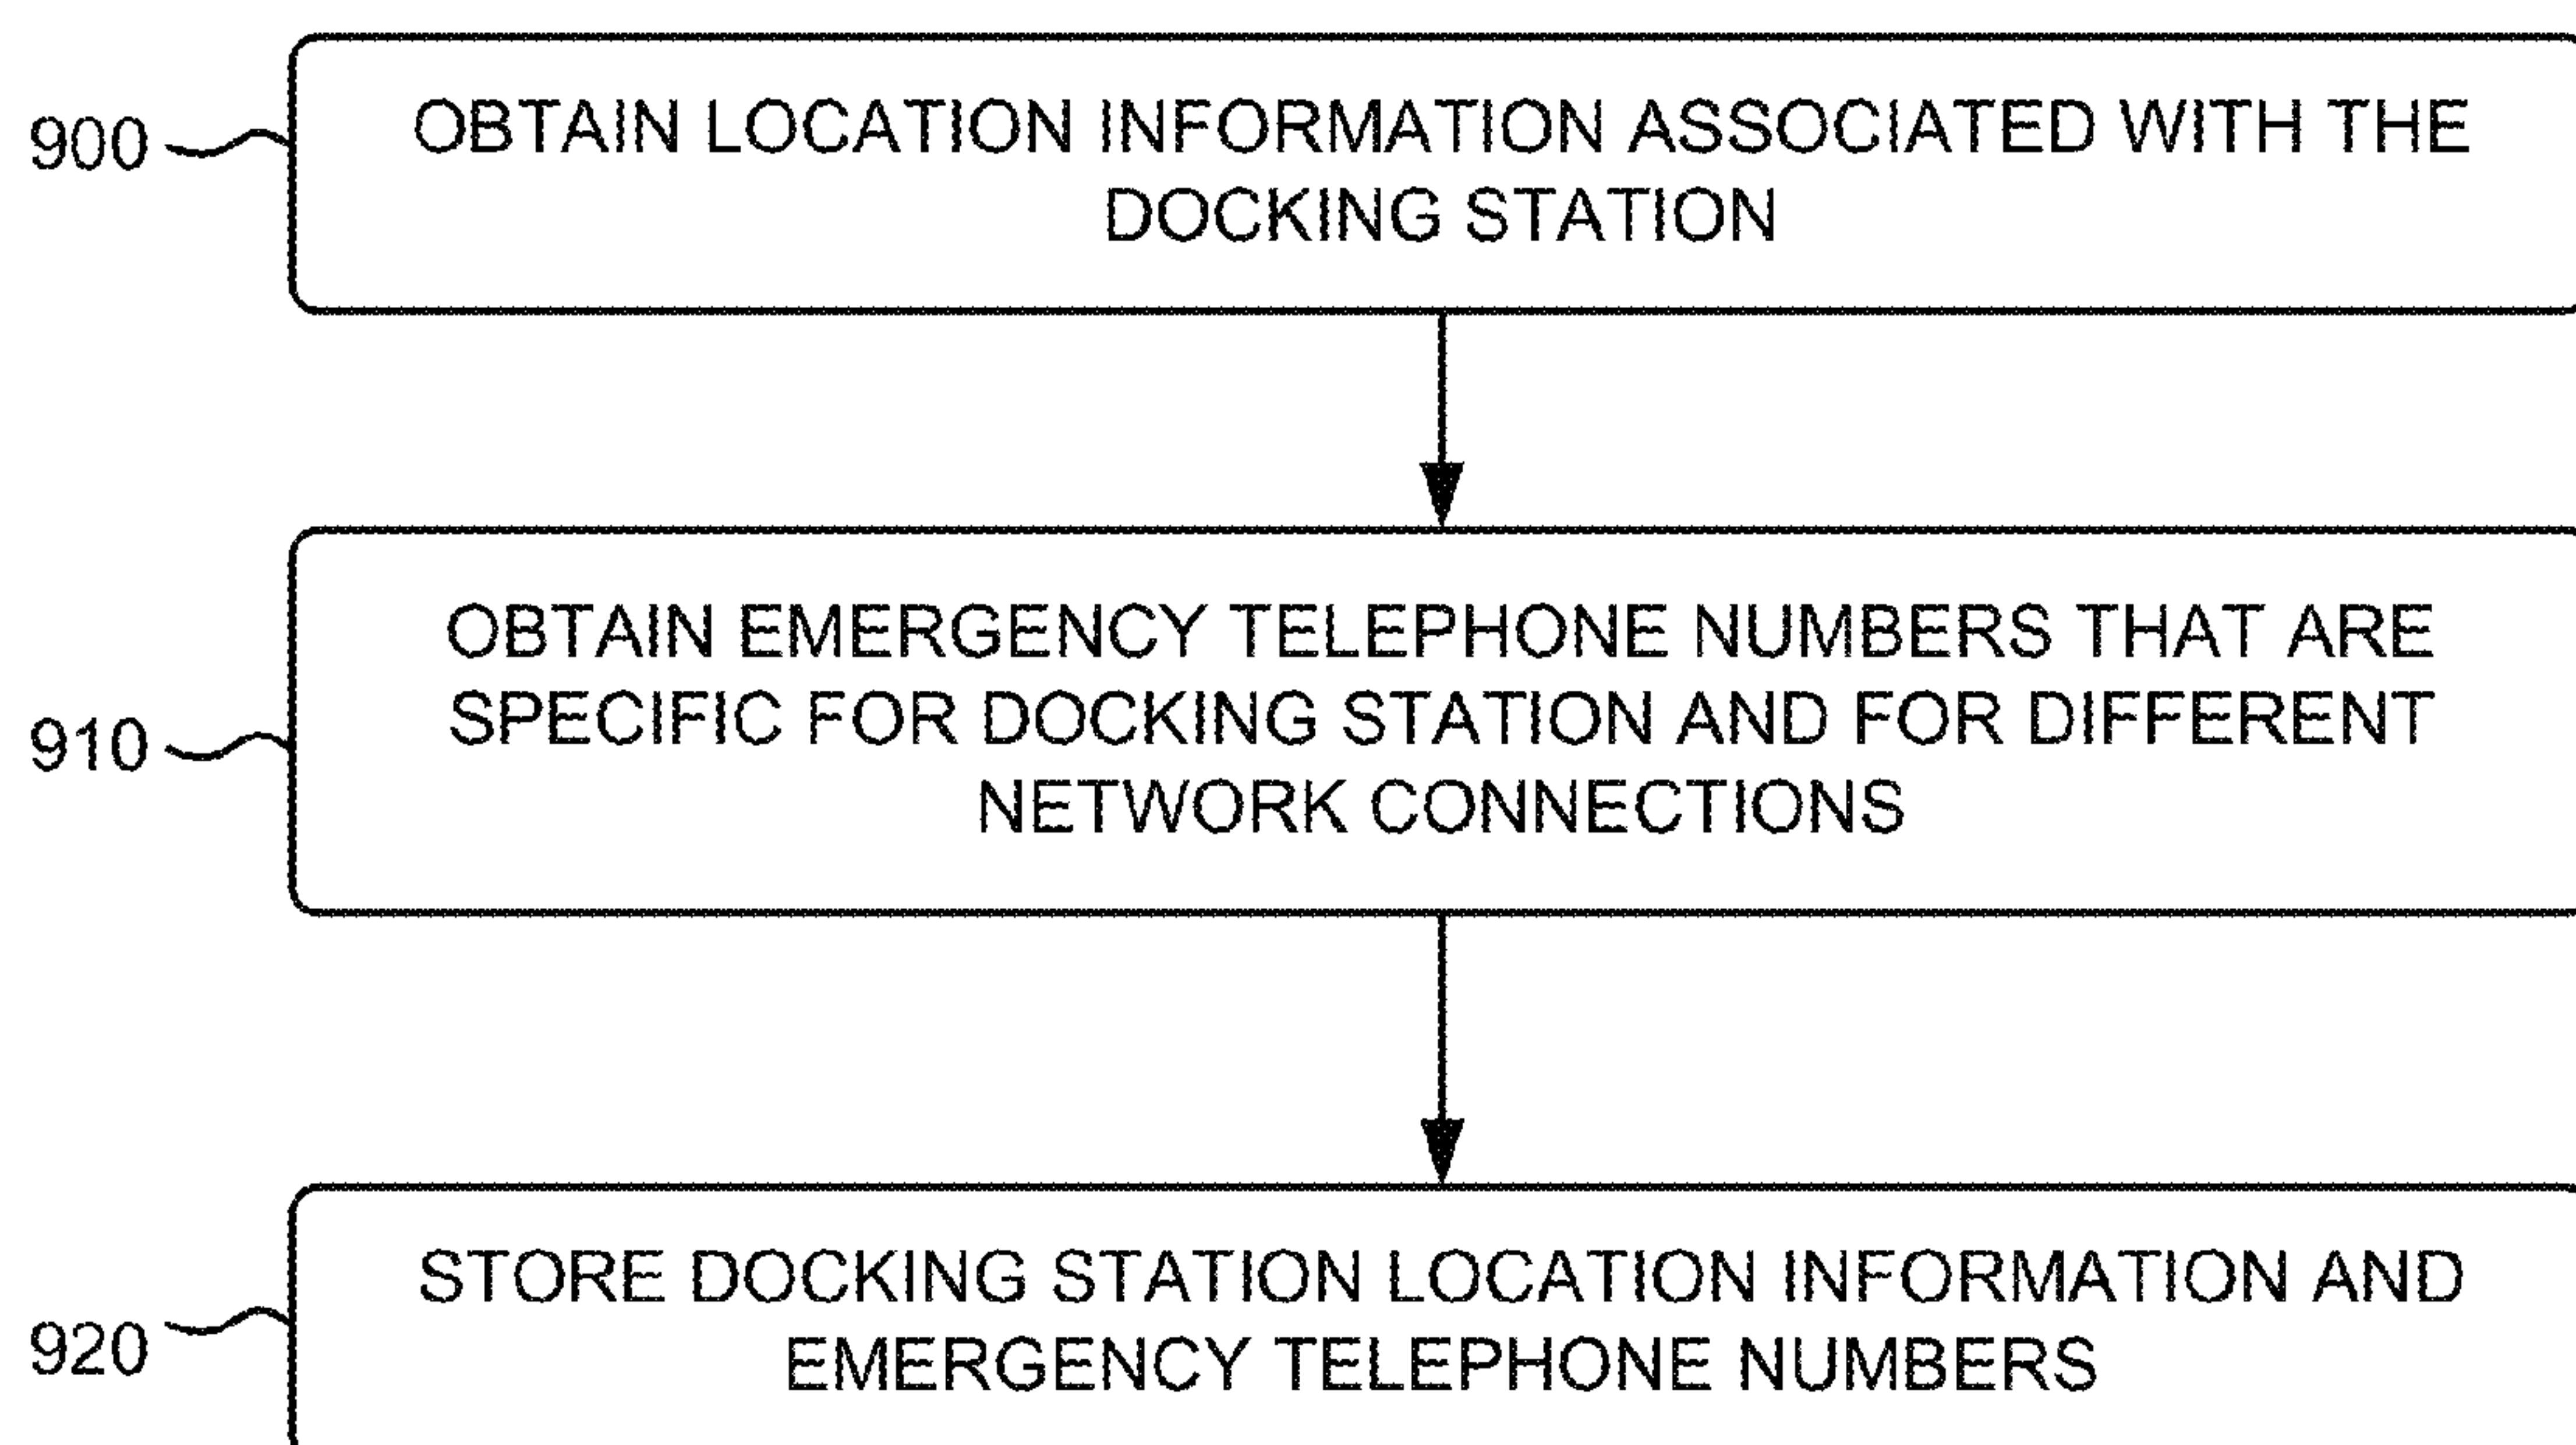 900
OBTAIN LOCATION INFORMATION ASSOCIATED WITH THE
DOCKING STATION
910
OBTAIN EMERGENCY TELEPHONE NUMBERS THAT ARE
SPECIFIC FOR DOCKING STATION AND FOR DIFFERENT
NETWORK CONNECTIONS
920
STORE DOCKING STATION LOCATION INFORMATION AND
EMERGENCY TELEPHONE NUMBERS